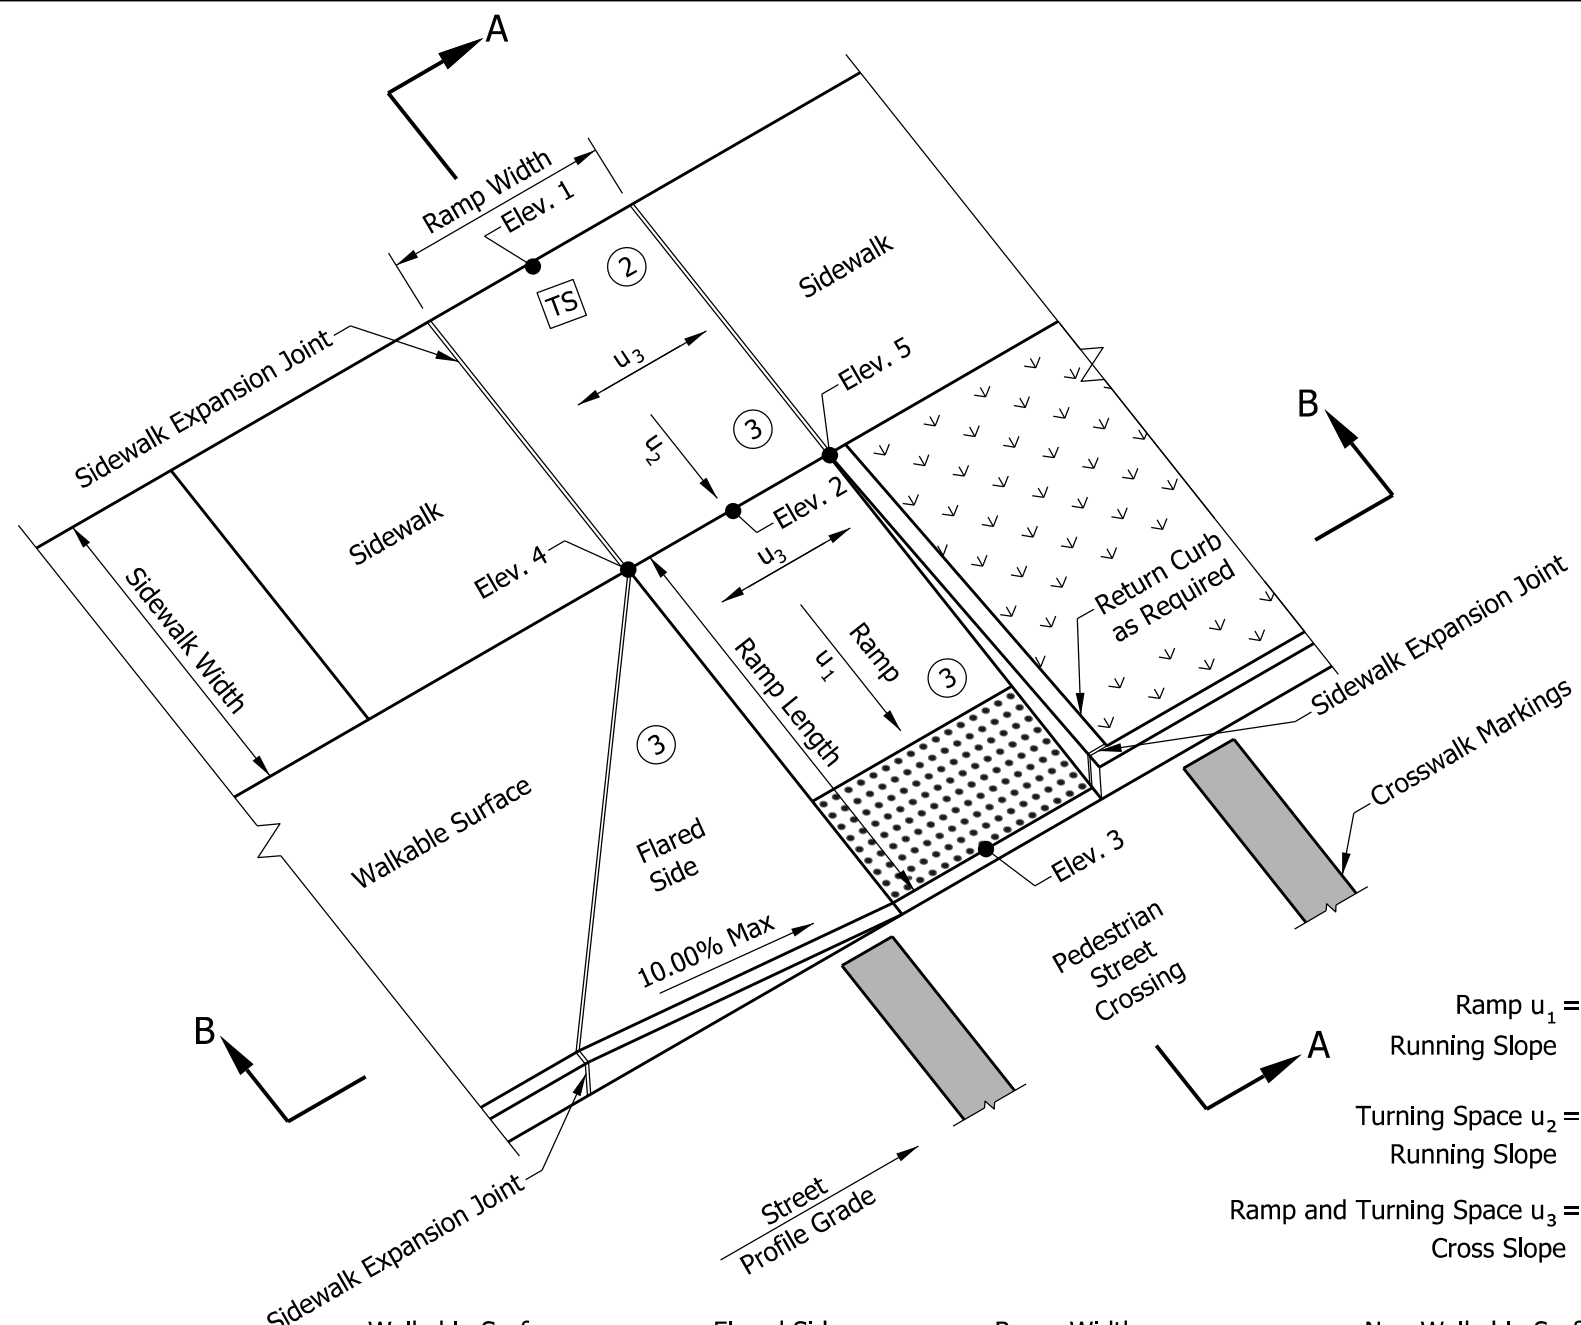 A
Ramp Width
Elev. 1
2
TS
Sidewalk
u3
Elev. 5
Sidewalk Expansion Joint
B
3
u2
Elev. 2
Sidewalk
Elev. 4
u3
Return Curb
as Required
Sidewalk Expansion Joint
Sidewalk Width
Ramp
u1
Ramp Length
3
3
Crosswalk Markings
Walkable Surface
Flared
Side
Elev. 3
10.00% Max
Pedestrian
Street
Crossing
B
A
Ramp u1 =
Running Slope
Turning Space u2 =
Running Slope
Sidewalk Expansion Joint
Street
Profile Grade
Ramp and Turning Space u3 =
Cross Slope